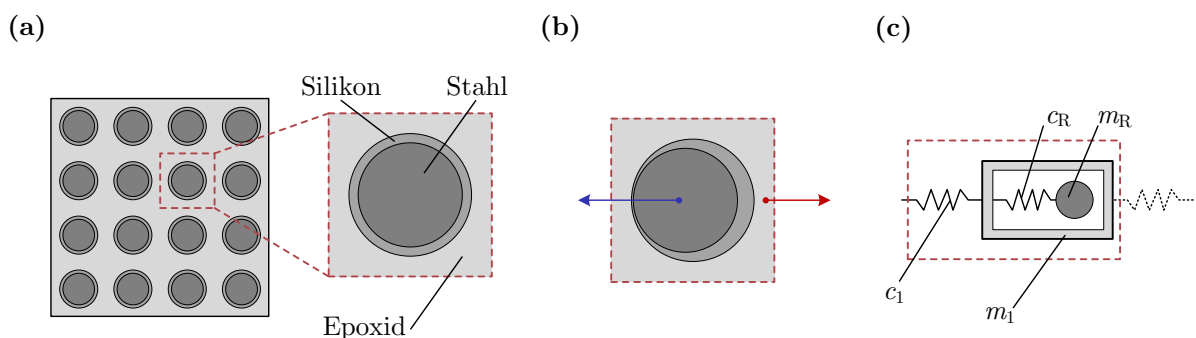 (a)
Silikon
Stahl
Epoxid
(b)
(c)
c_R
m_R
c_1
m_1